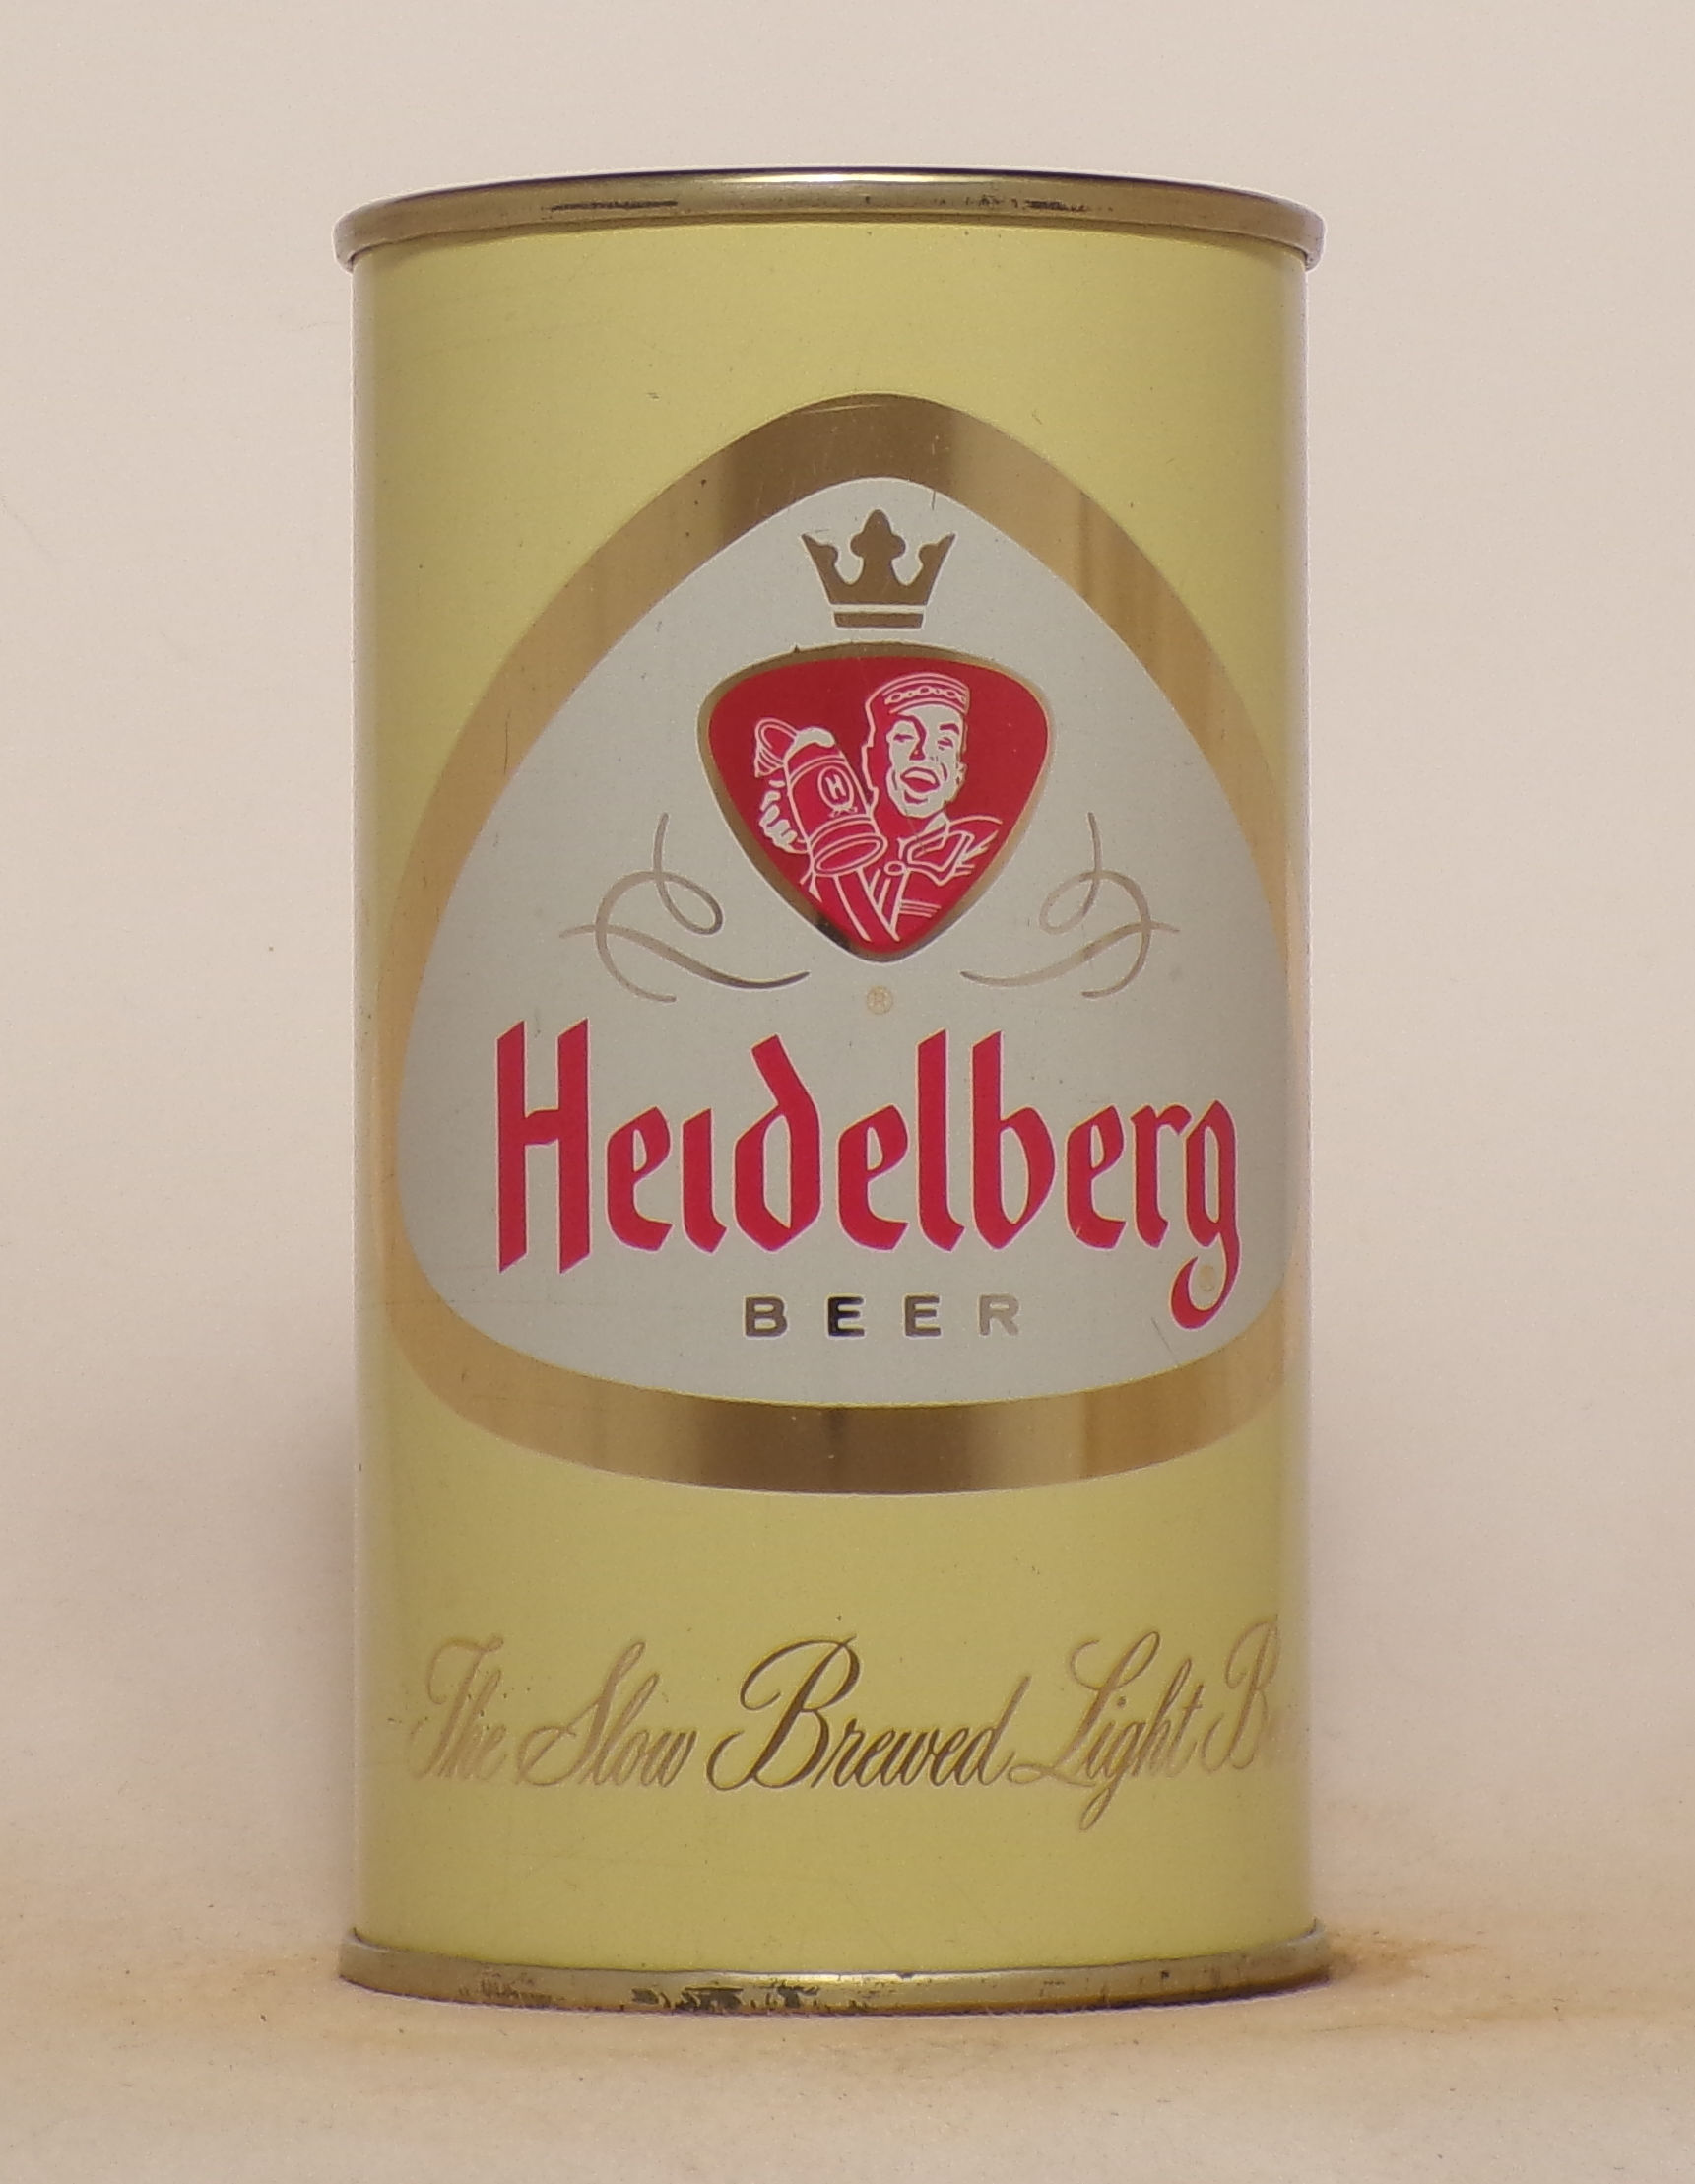 H
®
Heidelberg
®
BEER
The Slow Brewed Light